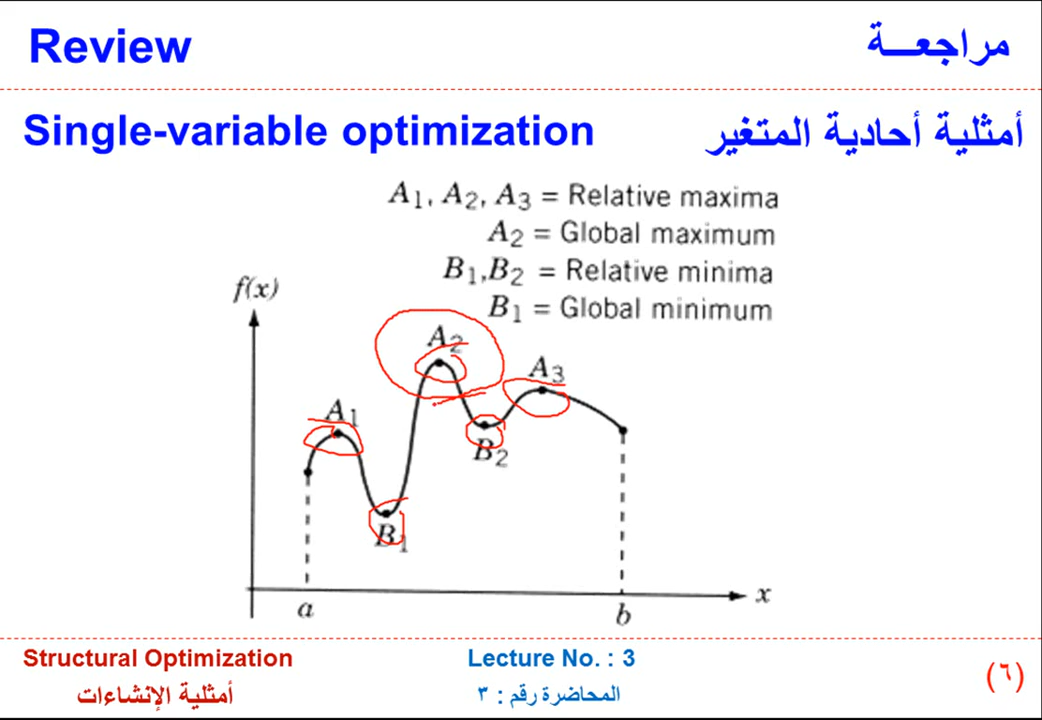 Review
مراجعـــة
Single-variable optimization
أمثلية أحادية المتغير
A1, A2, A3 = Relative maxima
A2 = Global maximum
B1,B2 = Relative minima
B1 = Global minimum
f(x)
A2
A3
A1
B2
B1
x
a
b
Structural Optimization
Lecture No. : 3
(٦)
أمثلية الإنشاءات
المحاضرة رقم : ٣